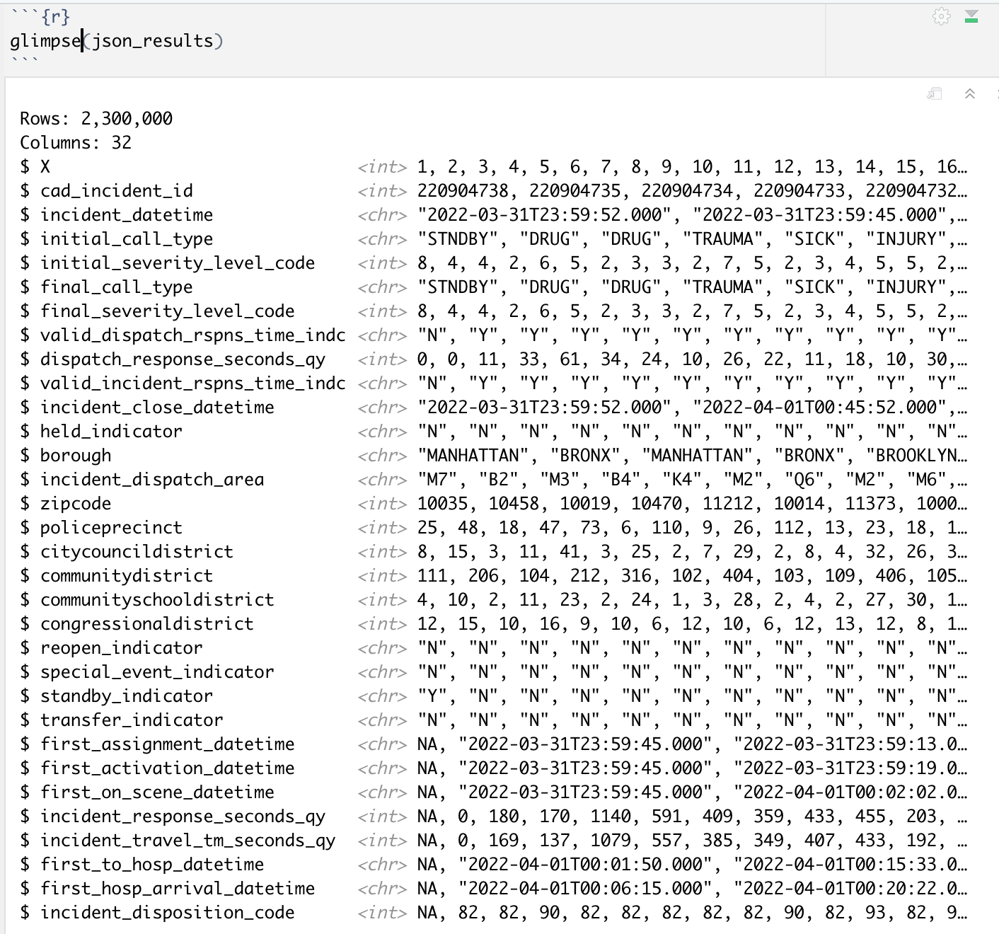 ```{r}
glimpse(json_results)
```
Rows: 2,300,000
Columns: 32
$ X <int> 1, 2, 3, 4, 5, 6, 7, 8, 9, 10, 11, 12, 13, 14, 15, 16…
$ cad_incident_id <int> 220904738, 220904735, 220904734, 220904733, 220904732…
$ incident_datetime <chr> "2022-03-31T23:59:52.000", "2022-03-31T23:59:45.000",…
$ initial_call_type <chr> "STNDBY", "DRUG", "DRUG", "TRAUMA", "SICK", "INJURY",…
$ initial_severity_level_code <int> 8, 4, 4, 2, 6, 5, 2, 3, 3, 2, 7, 5, 2, 3, 4, 5, 5, 2,…
$ final_call_type <chr> "STNDBY", "DRUG", "DRUG", "TRAUMA", "SICK", "INJURY",…
$ final_severity_level_code <int> 8, 4, 4, 2, 6, 5, 2, 3, 3, 2, 7, 5, 2, 3, 4, 5, 5, 2,…
$ valid_dispatch_rspns_time_indc <chr> "N", "Y", "Y", "Y", "Y", "Y", "Y", "Y", "Y", "Y", "Y"…
$ dispatch_response_seconds_qy <int> 0, 0, 11, 33, 61, 34, 24, 10, 26, 22, 11, 18, 10, 30,…
$ valid_incident_rspns_time_indc <chr> "N", "Y", "Y", "Y", "Y", "Y", "Y", "Y", "Y", "Y", "Y"…
$ incident_close_datetime <chr> "2022-03-31T23:59:52.000", "2022-04-01T00:45:52.000",…
$ held_indicator <chr> "N", "N", "N", "N", "N", "N", "N", "N", "N", "N", "N"…
$ borough <chr> "MANHATTAN", "BRONX", "MANHATTAN", "BRONX", "BROOKLYN…
$ incident_dispatch_area <chr> "M7", "B2", "M3", "B4", "K4", "M2", "Q6", "M2", "M6",…
$ zipcode <int> 10035, 10458, 10019, 10470, 11212, 10014, 11373, 1000…
$ policeprecinct <int> 25, 48, 18, 47, 73, 6, 110, 9, 26, 112, 13, 23, 18, 1…
$ citycouncildistrict <int> 8, 15, 3, 11, 41, 3, 25, 2, 7, 29, 2, 8, 4, 32, 26, 3…
$ communitydistrict <int> 111, 206, 104, 212, 316, 102, 404, 103, 109, 406, 105…
$ communityschooldistrict <int> 4, 10, 2, 11, 23, 2, 24, 1, 3, 28, 2, 4, 2, 27, 30, 1…
$ congressionaldistrict <int> 12, 15, 10, 16, 9, 10, 6, 12, 10, 6, 12, 13, 12, 8, 1…
$ reopen_indicator <chr> "N", "N", "N", "N", "N", "N", "N", "N", "N", "N", "N"…
$ special_event_indicator <chr> "N", "N", "N", "N", "N", "N", "N", "N", "N", "N", "N"…
$ standby_indicator <chr> "Y", "N", "N", "N", "N", "N", "N", "N", "N", "N", "N"…
$ transfer_indicator <chr> "N", "N", "N", "N", "N", "N", "N", "N", "N", "N", "N"…
$ first_assignment_datetime <chr> NA, "2022-03-31T23:59:45.000", "2022-03-31T23:59:13.0…
$ first_activation_datetime <chr> NA, "2022-03-31T23:59:45.000", "2022-03-31T23:59:19.0…
$ first_on_scene_datetime <chr> NA, "2022-03-31T23:59:45.000", "2022-04-01T00:02:02.0…
$ incident_response_seconds_qy <int> NA, 0, 180, 170, 1140, 591, 409, 359, 433, 455, 203, …
$ incident_travel_tm_seconds_qy <int> NA, 0, 169, 137, 1079, 557, 385, 349, 407, 433, 192, …
$ first_to_hosp_datetime <chr> NA, "2022-04-01T00:01:50.000", "2022-04-01T00:15:33.0…
$ first_hosp_arrival_datetime <chr> NA, "2022-04-01T00:06:15.000", "2022-04-01T00:20:22.0…
$ incident_disposition_code <int> NA, 82, 82, 90, 82, 82, 82, 82, 82, 90, 82, 93, 82, 9…